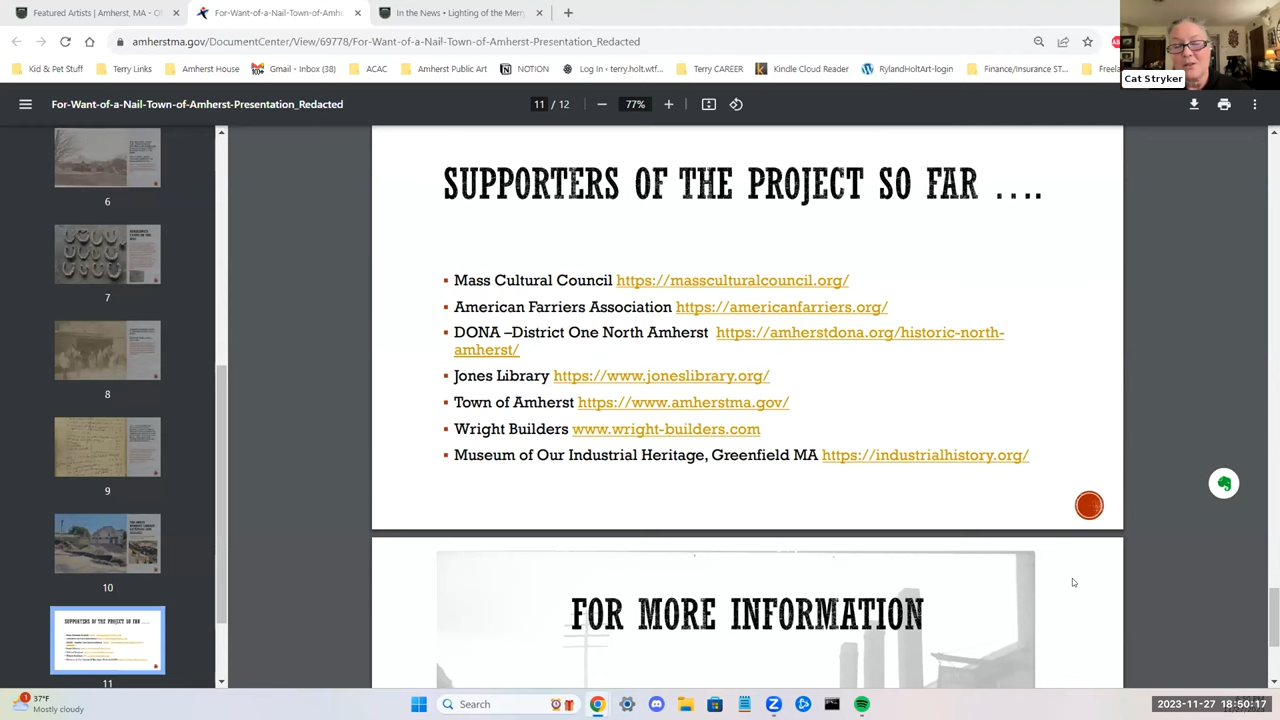 Featured Artists | Amherst, MA - O
For-Want-of-a-Nail-Town-of-Amhe
In the News • Lighting of the Merr
amherstma.gov/DocumentCenter/View/69778/For-Want-of-a-Nail-Town-of-Amherst-Presentation_Redacted
Kid & Pet Stuff
Terry Links
Amherst House
Gmail - Inbox (38)
ACAC
Amherst Public Art
NOTION
Log In ‹ terry.holt.wtf...
Terry CAREER
Kindle Cloud Reader
RylandHoltArt-login
Finance/Insurance ST...
Freela
Cat Stryker
For-Want-of-a-Nail-Town-of-Amherst-Presentation_Redacted
11 / 12
77%
6
7
8
9
10
11
SUPPORTERS OF THE PROJECT SO FAR ....
Mass Cultural Council https://massculturalcouncil.org/
American Farriers Association https://americanfarriers.org/
DONA –District One North Amherst https://amherstdona.org/historic-north-
amherst/
Jones Library https://www.joneslibrary.org/
Town of Amherst https://www.amherstma.gov/
Wright Builders www.wright-builders.com
Museum of Our Industrial Heritage, Greenfield MA https://industrialhistory.org/
FOR MORE INFORMATION
1
37°F
Mostly cloudy
Search
2023-11-27 18:50:17